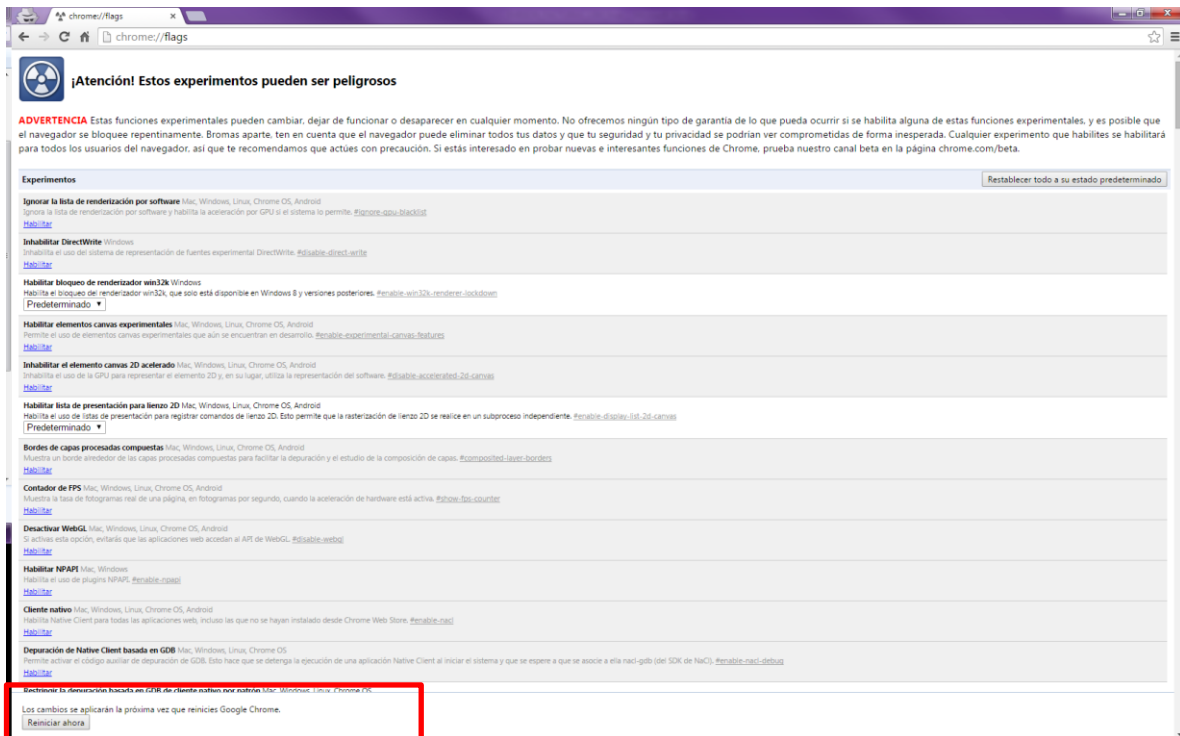 chrome://flags
chrome://flags
¡Atención! Estos experimentos pueden ser peligrosos
ADVERTENCIA Estas funciones experimentales pueden cambiar, dejar de funcionar o desaparecer en cualquier momento. No ofrecemos ningún tipo de garantía de lo que pueda ocurrir si se habilita alguna de estas funciones experimentales, y es posible que
el navegador se bloquee repentinamente. Bromas aparte, ten en cuenta que el navegador puede eliminar todos tus datos y que tu seguridad y tu privacidad se podrían ver comprometidas de forma inesperada. Cualquier experimento que habilites se habilitará
para todos los usuarios del navegador, así que te recomendamos que actúes con precaución. Si estás interesado en probar nuevas e interesantes funciones de Chrome, prueba nuestro canal beta en la página chrome.com/beta.
Experimentos
Restablecer todo a su estado predeterminado
Ignorar la lista de renderización por software Mac, Windows, Linux, Chrome OS, Android
Ignora la lista de renderización por software y habilita la aceleración por GPU si el sistema lo permite. #ignore-gpu-blacklist
Habilitar
Inhabilitar DirectWrite Windows
Inhabilita el uso del sistema de representación de fuentes experimental DirectWrite. #disable-direct-write
Habilitar
Habilitar bloqueo de renderizador win32k Windows
Habilita el bloqueo del renderizador win32k, que solo está disponible en Windows 8 y versiones posteriores. #enable-win32k-renderer-lockdown
Predeterminado
Habilitar elementos canvas experimentales Mac, Windows, Linux, Chrome OS, Android
Permite el uso de elementos canvas experimentales que aún se encuentran en desarrollo. #enable-experimental-canvas-features
Habilitar
Inhabilitar el elemento canvas 2D acelerado Mac, Windows, Linux, Chrome OS, Android
Inhabilita el uso de la GPU para representar el elemento 2D y, en su lugar, utiliza la representación del software. #disable-accelerated-2d-canvas
Habilitar
Habilitar lista de presentación para lienzo 2D Mac, Windows, Linux, Chrome OS, Android
Habilita el uso de listas de presentación para registrar comandos de lienzo 2D. Esto permite que la rasterización de lienzo 2D se realice en un subproceso independiente. #enable-display-list-2d-canvas
Predeterminado
Bordes de capas procesadas compuestas Mac, Windows, Linux, Chrome OS, Android
Muestra un borde alrededor de las capas procesadas compuestas para facilitar la depuración y el estudio de la composición de capas. #composited-layer-borders
Habilitar
Contador de FPS Mac, Windows, Linux, Chrome OS, Android
Muestra la tasa de fotogramas real de una página, en fotogramas por segundo, cuando la aceleración de hardware está activa. #show-fps-counter
Habilitar
Desactivar WebGL Mac, Windows, Linux, Chrome OS, Android
Si activas esta opción, evitarás que las aplicaciones web accedan al API de WebGL. #disable-webgl
Habilitar
Habilitar NPAPI Mac, Windows
Habilita el uso de plugins NPAPI. #enable-npapi
Habilitar
Cliente nativo Mac, Windows, Linux, Chrome OS, Android
Habilita Native Client para todas las aplicaciones web, incluso las que no se hayan instalado desde Chrome Web Store. #enable-nacl
Habilitar
Depuración de Native Client basada en GDB Mac, Windows, Linux, Chrome OS
Permite activar el código auxiliar de depuración de GDB. Esto hace que se detenga la ejecución de una aplicación Native Client al iniciar el sistema y que se espere a que se asocie a ella nacl-gdb (del SDK de NaCl). #enable-nacl-debug
Habilitar
Restringir la depuración basada en GDB de cliente nativo por patrón Mac, Windows, Linux, Chrome OS
Los cambios se aplicarán la próxima vez que reinicies Google Chrome.
Reiniciar ahora